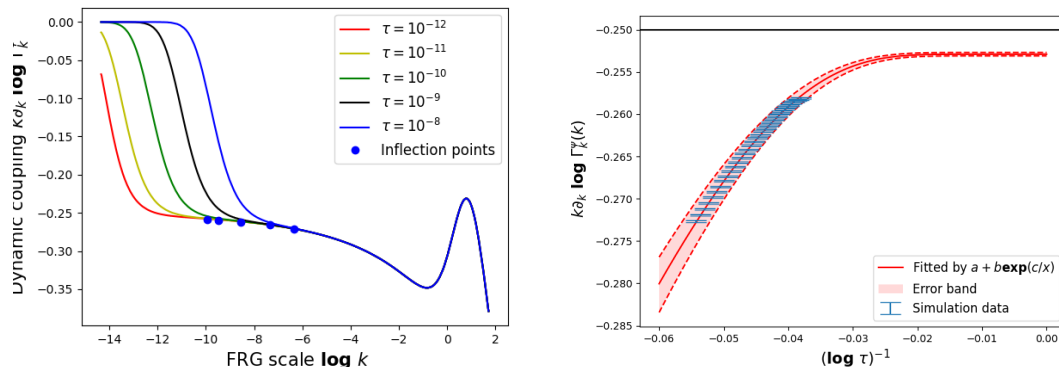 Dynamic coupling κ∂ₖ log Γₖ
0.00
−0.05
−0.10
−0.15
−0.20
−0.25
−0.30
−0.35
τ = 10⁻¹²
τ = 10⁻¹¹
τ = 10⁻¹⁰
τ = 10⁻⁹
τ = 10⁻⁸
Inflection points
−14 −12 −10 −8 −6 −4 −2 0 2
FRG scale log k
k∂ₖ log Γₖᵠ(k)
−0.250
−0.255
−0.260
−0.265
−0.270
−0.275
−0.280
−0.285
Fitted by a + bexp(c/x)
Error band
Simulation data
−0.06 −0.05 −0.04 −0.03 −0.02 −0.01 0.00
(log τ)⁻¹